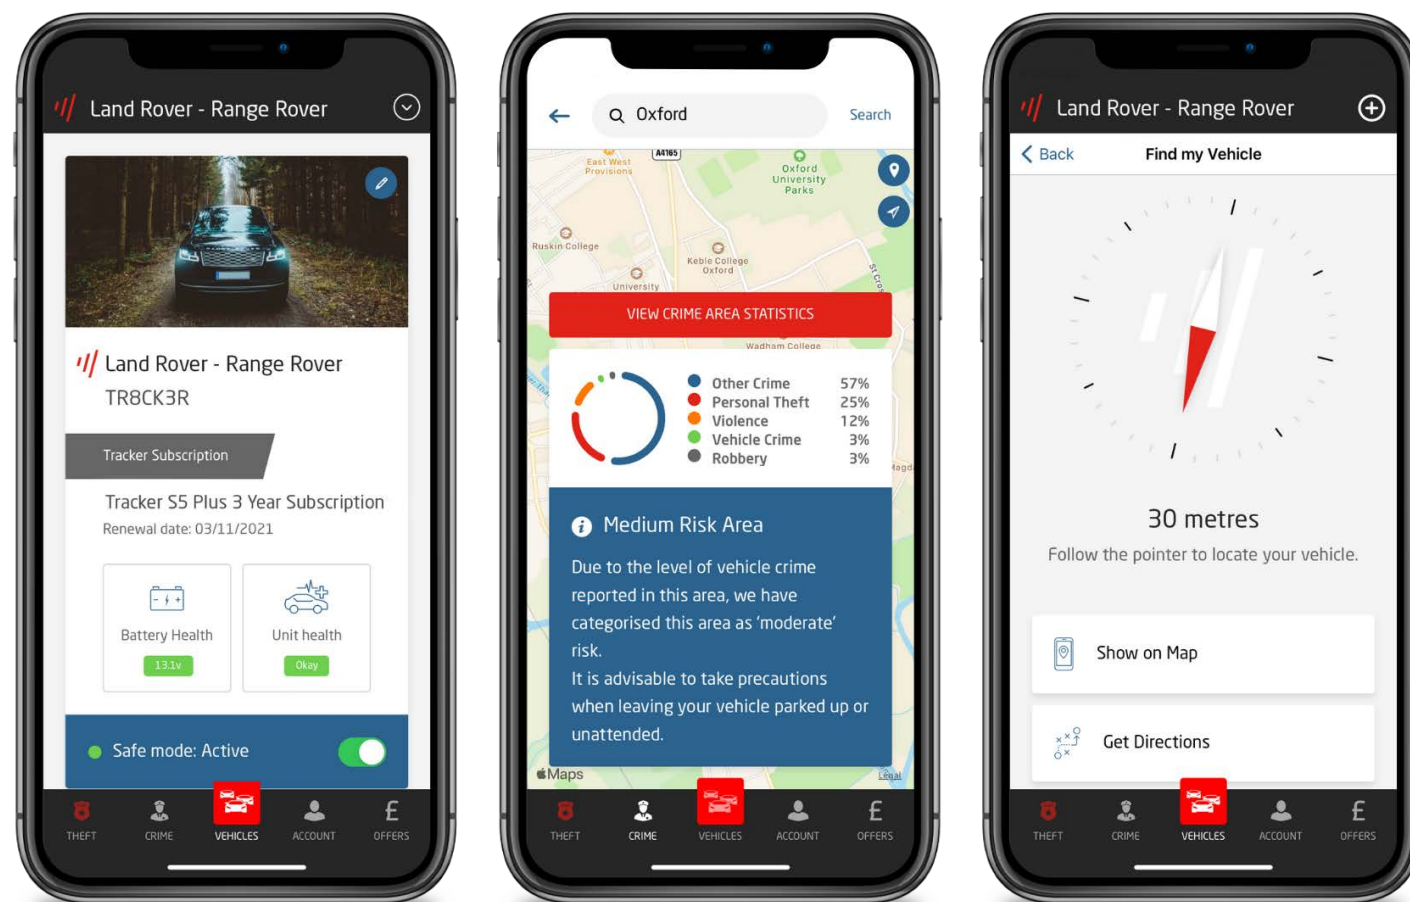 Land Rover - Range Rover
Land Rover - Range Rover
TR8CK3R
Tracker Subscription
Tracker S5 Plus 3 Year Subscription
Renewal date: 03/11/2021
Battery Health
13.1v
Unit health
Okay
Safe mode: Active
THEFT
CRIME
VEHICLES
ACCOUNT
£
OFFERS
Oxford
Search
A4165
East West
Provisions
Oxford
University
Parks
Ruskin College
Keble College
Oxford
University
St Cros
VIEW CRIME AREA STATISTICS
Wadham College
Other Crime 57%
Personal Theft 25%
Violence 12%
Vehicle Crime 3%
Robbery 3%
Magd
Medium Risk Area
Due to the level of vehicle crime
reported in this area, we have
categorised this area as ‘moderate’
risk.
It is advisable to take precautions
when leaving your vehicle parked up or
unattended.
Maps
Legal
THEFT
CRIME
VEHICLES
ACCOUNT
£
OFFERS
Land Rover - Range Rover
Back
Find my Vehicle
30 metres
Follow the pointer to locate your vehicle.
Show on Map
Get Directions
THEFT
CRIME
VEHICLES
ACCOUNT
£
OFFERS